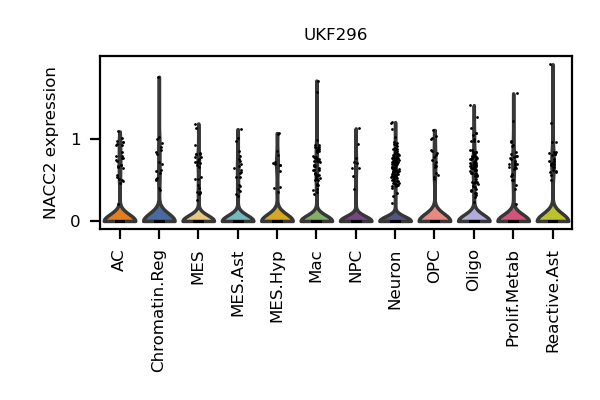 UKF296
NACC2 expression
1
0
AC
Chromatin.Reg
MES
MES.Ast
MES.Hyp
Mac
NPC
Neuron
OPC
Oligo
Prolif.Metab
Reactive.Ast